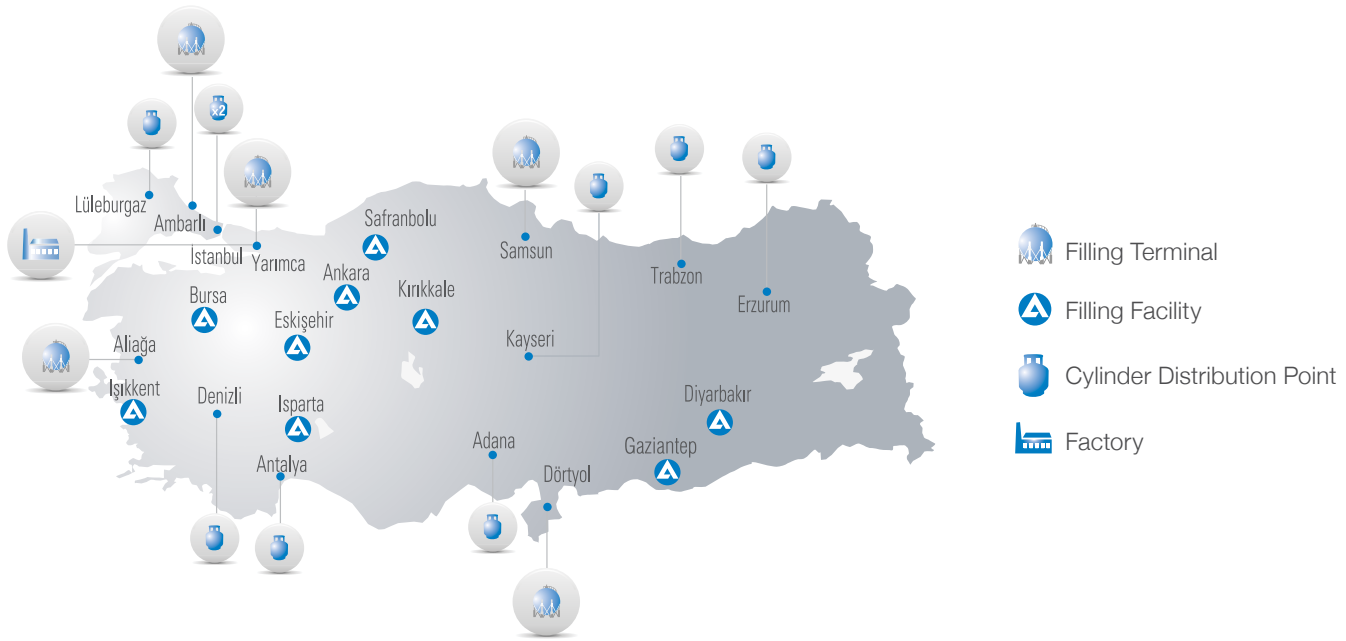 x2
Lüleburgaz
Ambarlı
İstanbul
Yarımca
Safranbolu
Samsun
Trabzon
Erzurum
Ankara
Kırıkkale
Bursa
Eskişehir
Kayseri
Aliağa
Işıkkent
Denizli
Isparta
Diyarbakır
Antalya
Adana
Gaziantep
Dörtyol
Filling Terminal
Filling Facility
Cylinder Distribution Point
Factory